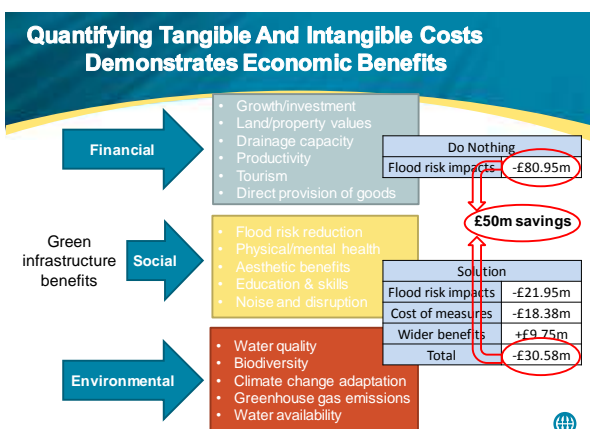 Quantifying Tangible And Intangible Costs
Demonstrates Economic Benefits
Green
infrastructure
benefits
Financial
• Growth/investment
• Land/property values
• Drainage capacity
• Productivity
• Tourism
• Direct provision of goods
Social
• Flood risk reduction
• Physical/mental health
• Aesthetic benefits
• Education & skills
• Noise and disruption
Environmental
• Water quality
• Biodiversity
• Climate change adaptation
• Greenhouse gas emissions
• Water availability
Do Nothing
Flood risk impacts -£80.95m
£50m savings
Solution
Flood risk impacts -£21.95m
Cost of measures -£18.38m
Wider benefits +£9.75m
Total -£30.58m